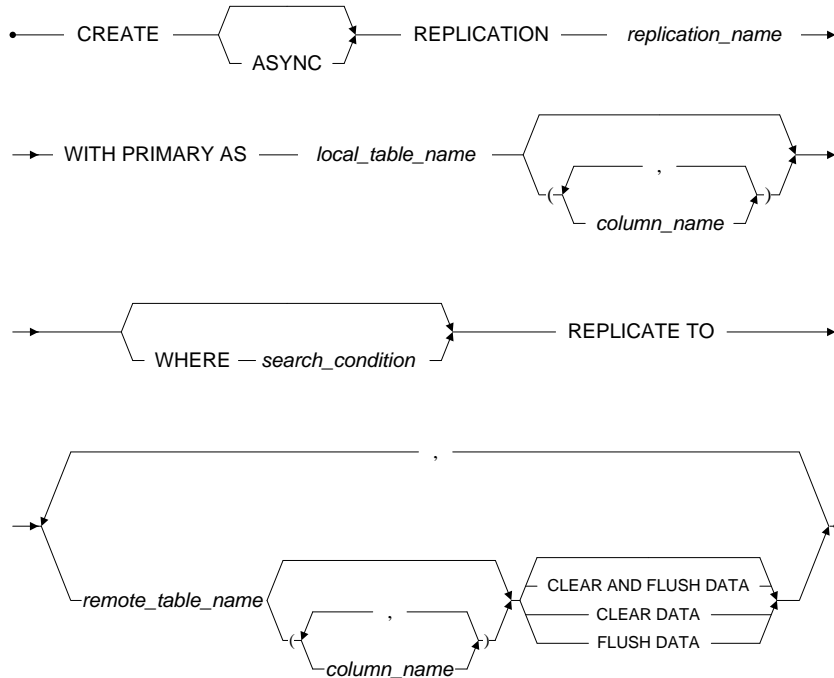 CREATE REPLICATION replication_name
ASYNC
WITH PRIMARY AS local_table_name
( , )
column_name
REPLICATE TO
WHERE search_condition
,
remote_table_name
( , )
column_name
CLEAR AND FLUSH DATA
CLEAR DATA
FLUSH DATA